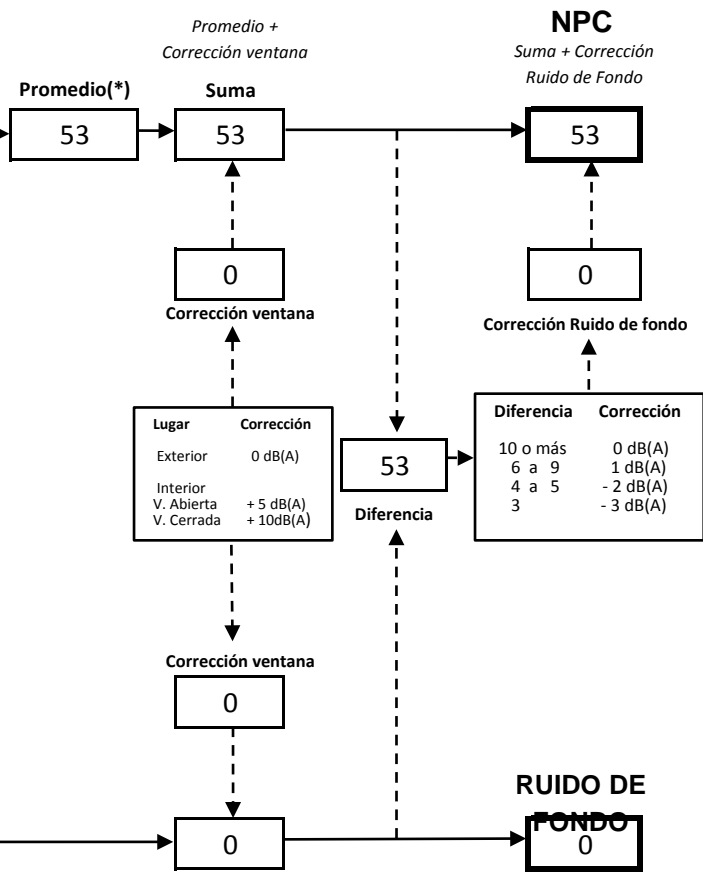 Promedio +
Corrección ventana
NPC
Suma + Corrección
Ruido de Fondo
Promedio(*)
Suma
53
53
53
0
0
Corrección ventana
Corrección Ruido de fondo
Lugar Corrección
Exterior 0 dB(A)
Interior
V. Abierta + 5 dB(A)
V. Cerrada + 10dB(A)
53
Diferencia
Diferencia Corrección
10 o más 0 dB(A)
6 a 9 1 dB(A)
4 a 5 - 2 dB(A)
3 - 3 dB(A)
Corrección ventana
0
RUIDO DE
FONDO
0
0